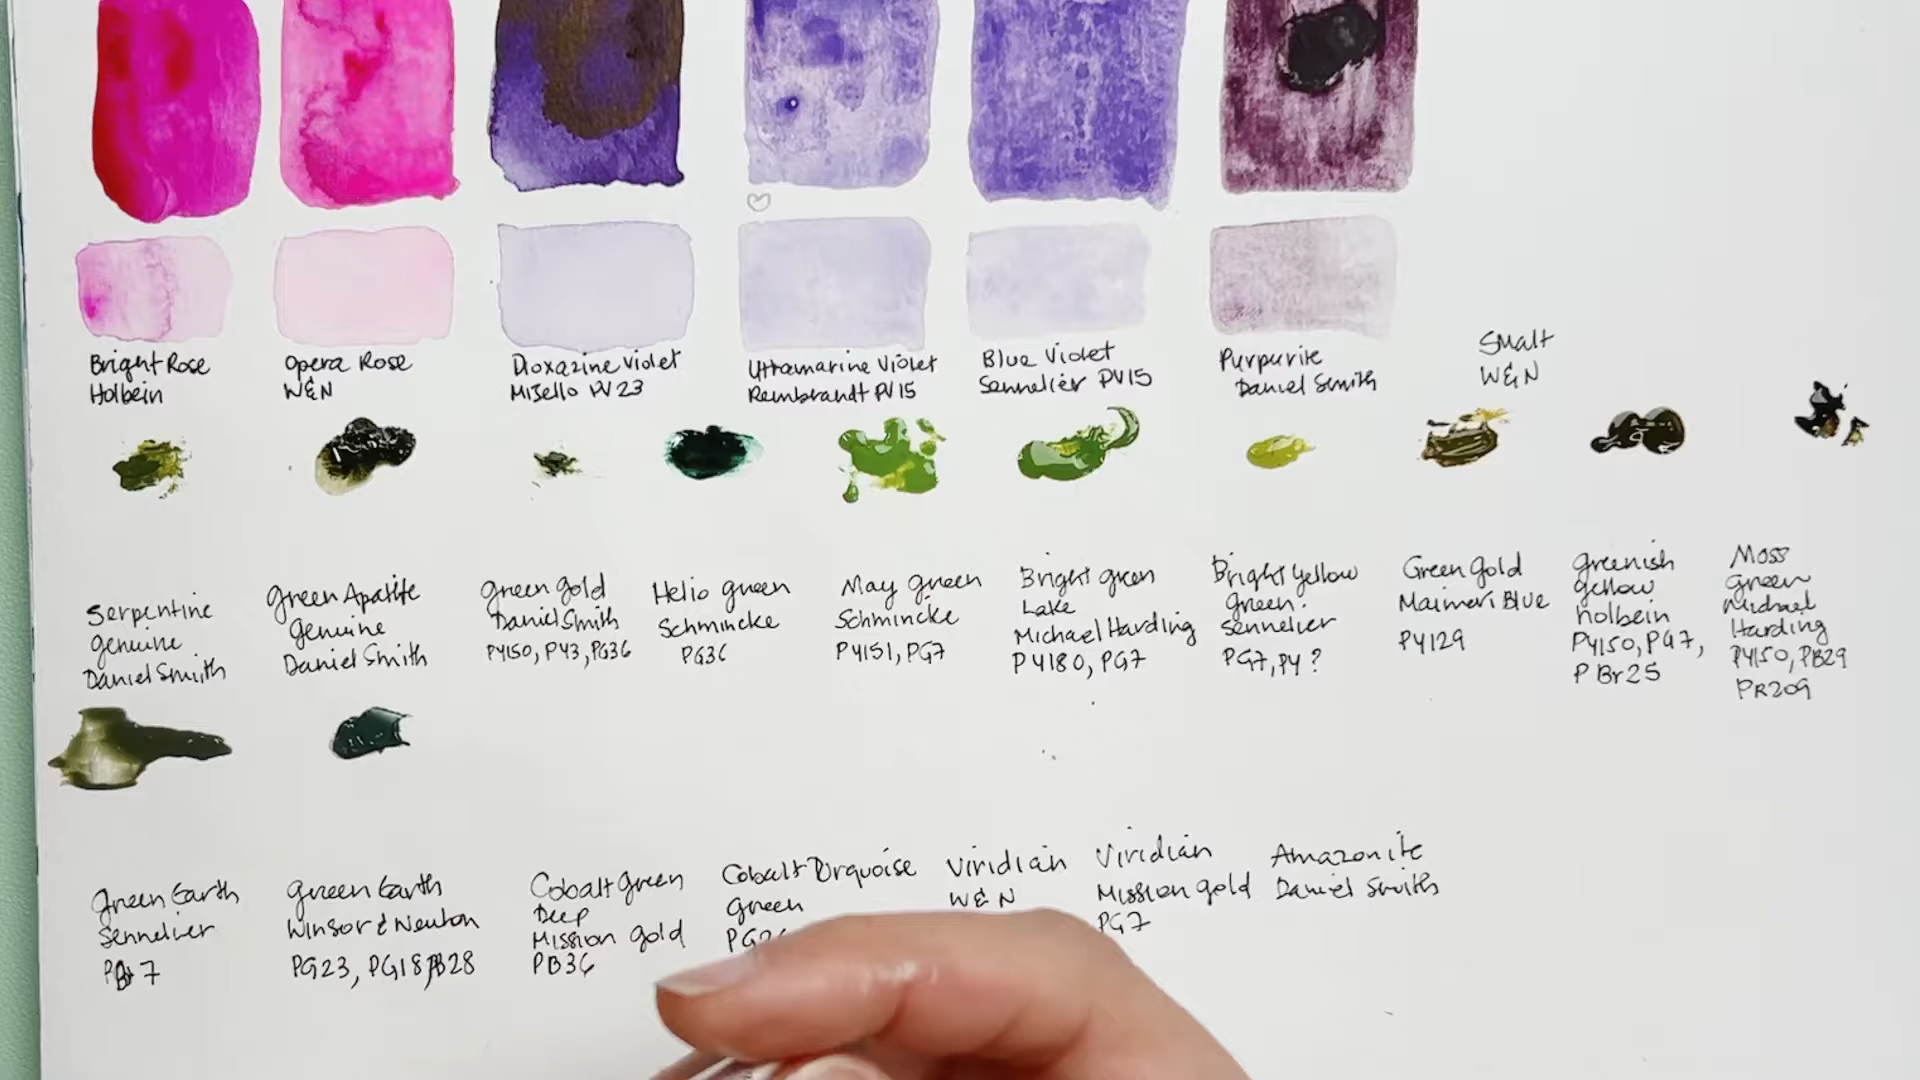 Bright Rose
Holbein
Opera Rose
W&N
Dioxazine Violet
Misello PV23
Ultramarine Violet
Rembrandt PV15
Blue Violet
Sennelier PV15
Purpurite
Daniel Smith
Smalt
W&N
Serpentine
genuine
Daniel Smith
Green Apatite
Genuine
Daniel Smith
Green Gold
Daniel Smith
PY150, PY3, PG36
Helio Green
Schmincke
PG36
May Green
Schmincke
PY151, PG7
Bright green
Lake
Michael Harding
PY180, PG7
Bright Yellow
green.
Sennelier
PG7, PY?
Green Gold
Maimeri Blue
PY129
Greenish
yellow
holbein
PY150, PG7,
PBr25
Moss
green
Michael
Harding
PY150, PB29
PR209
Green Earth
Sennelier
7
Green Earth
Winsor & Newton
PG23, PG18, PB28
Cobalt Green
Deep
Mission gold
PB36
Cobalt Turquoise
Green
Viridian
W&N
Viridian
Mission gold
PG7
Amazonite
Daniel Smith